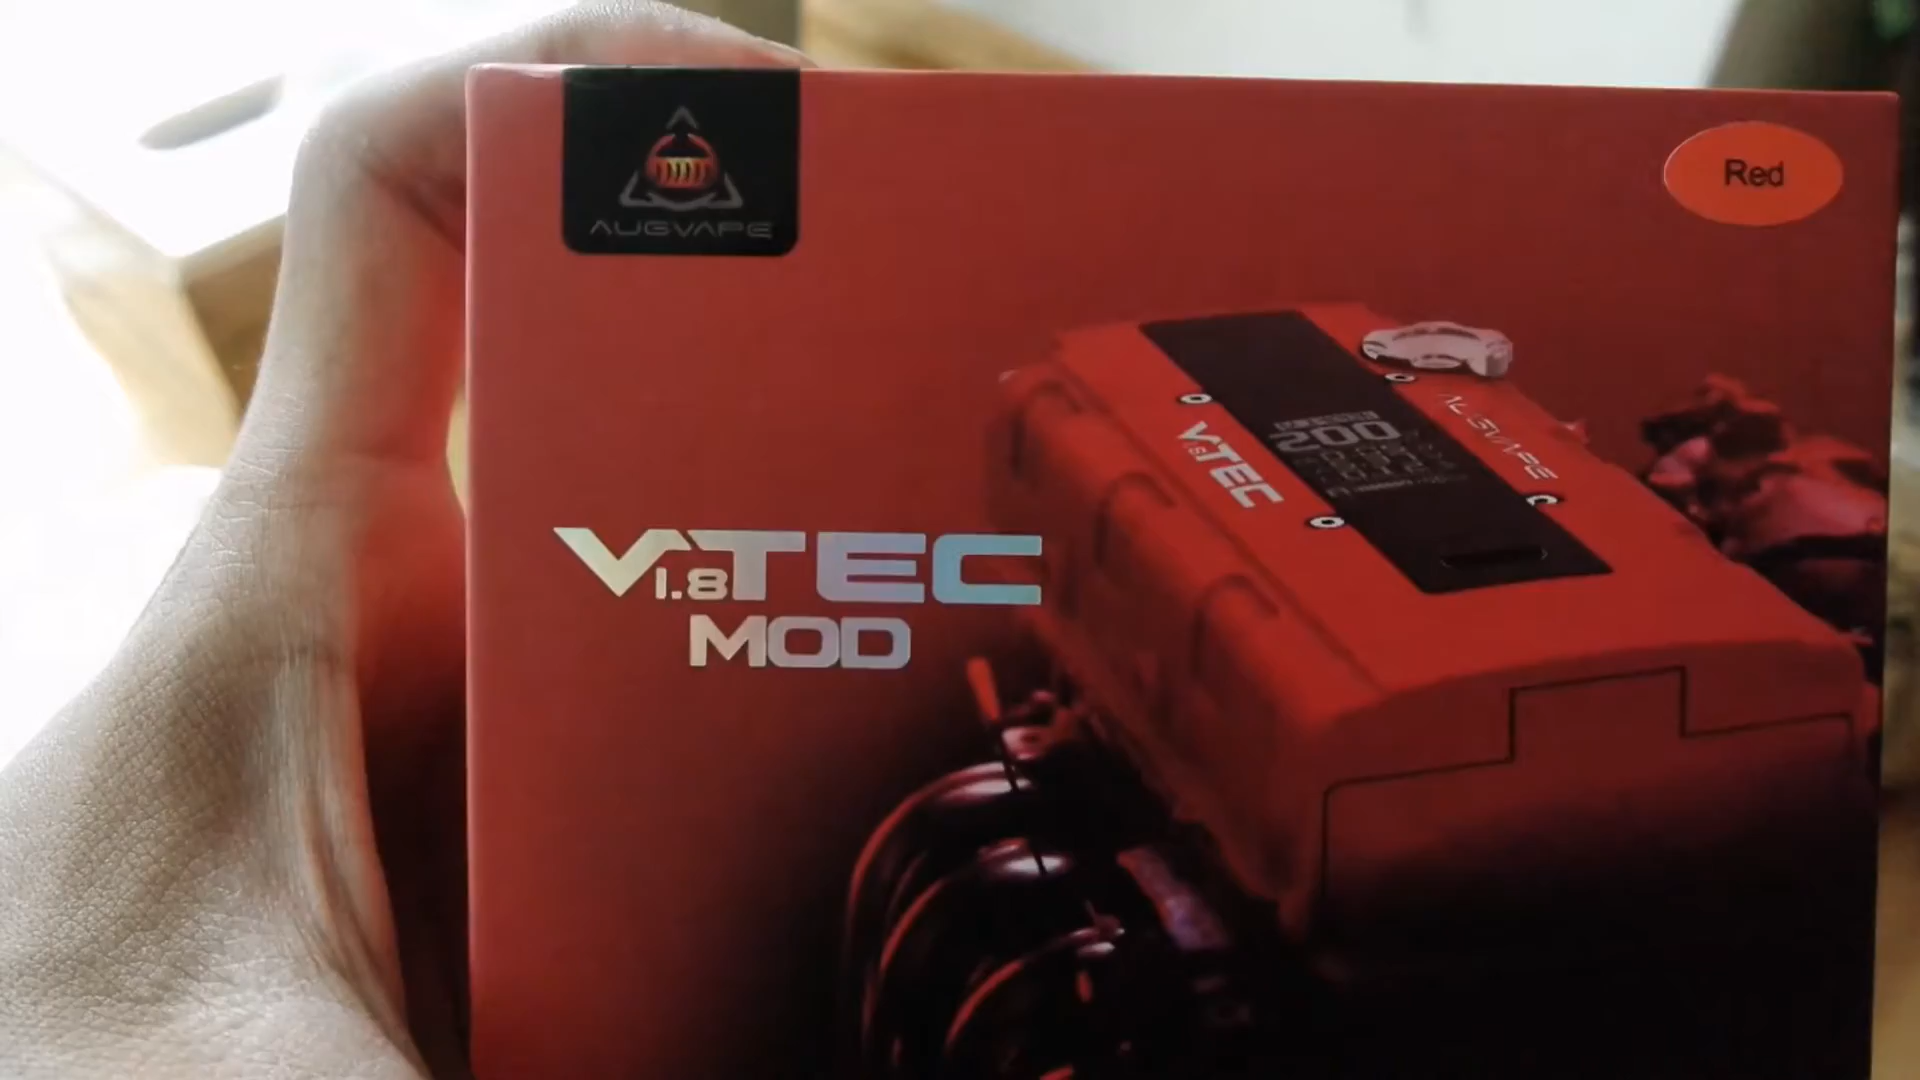 AUGVAPE
Red
V1.8TEC
MOD
V1.8TEC
200
AUGVAPE